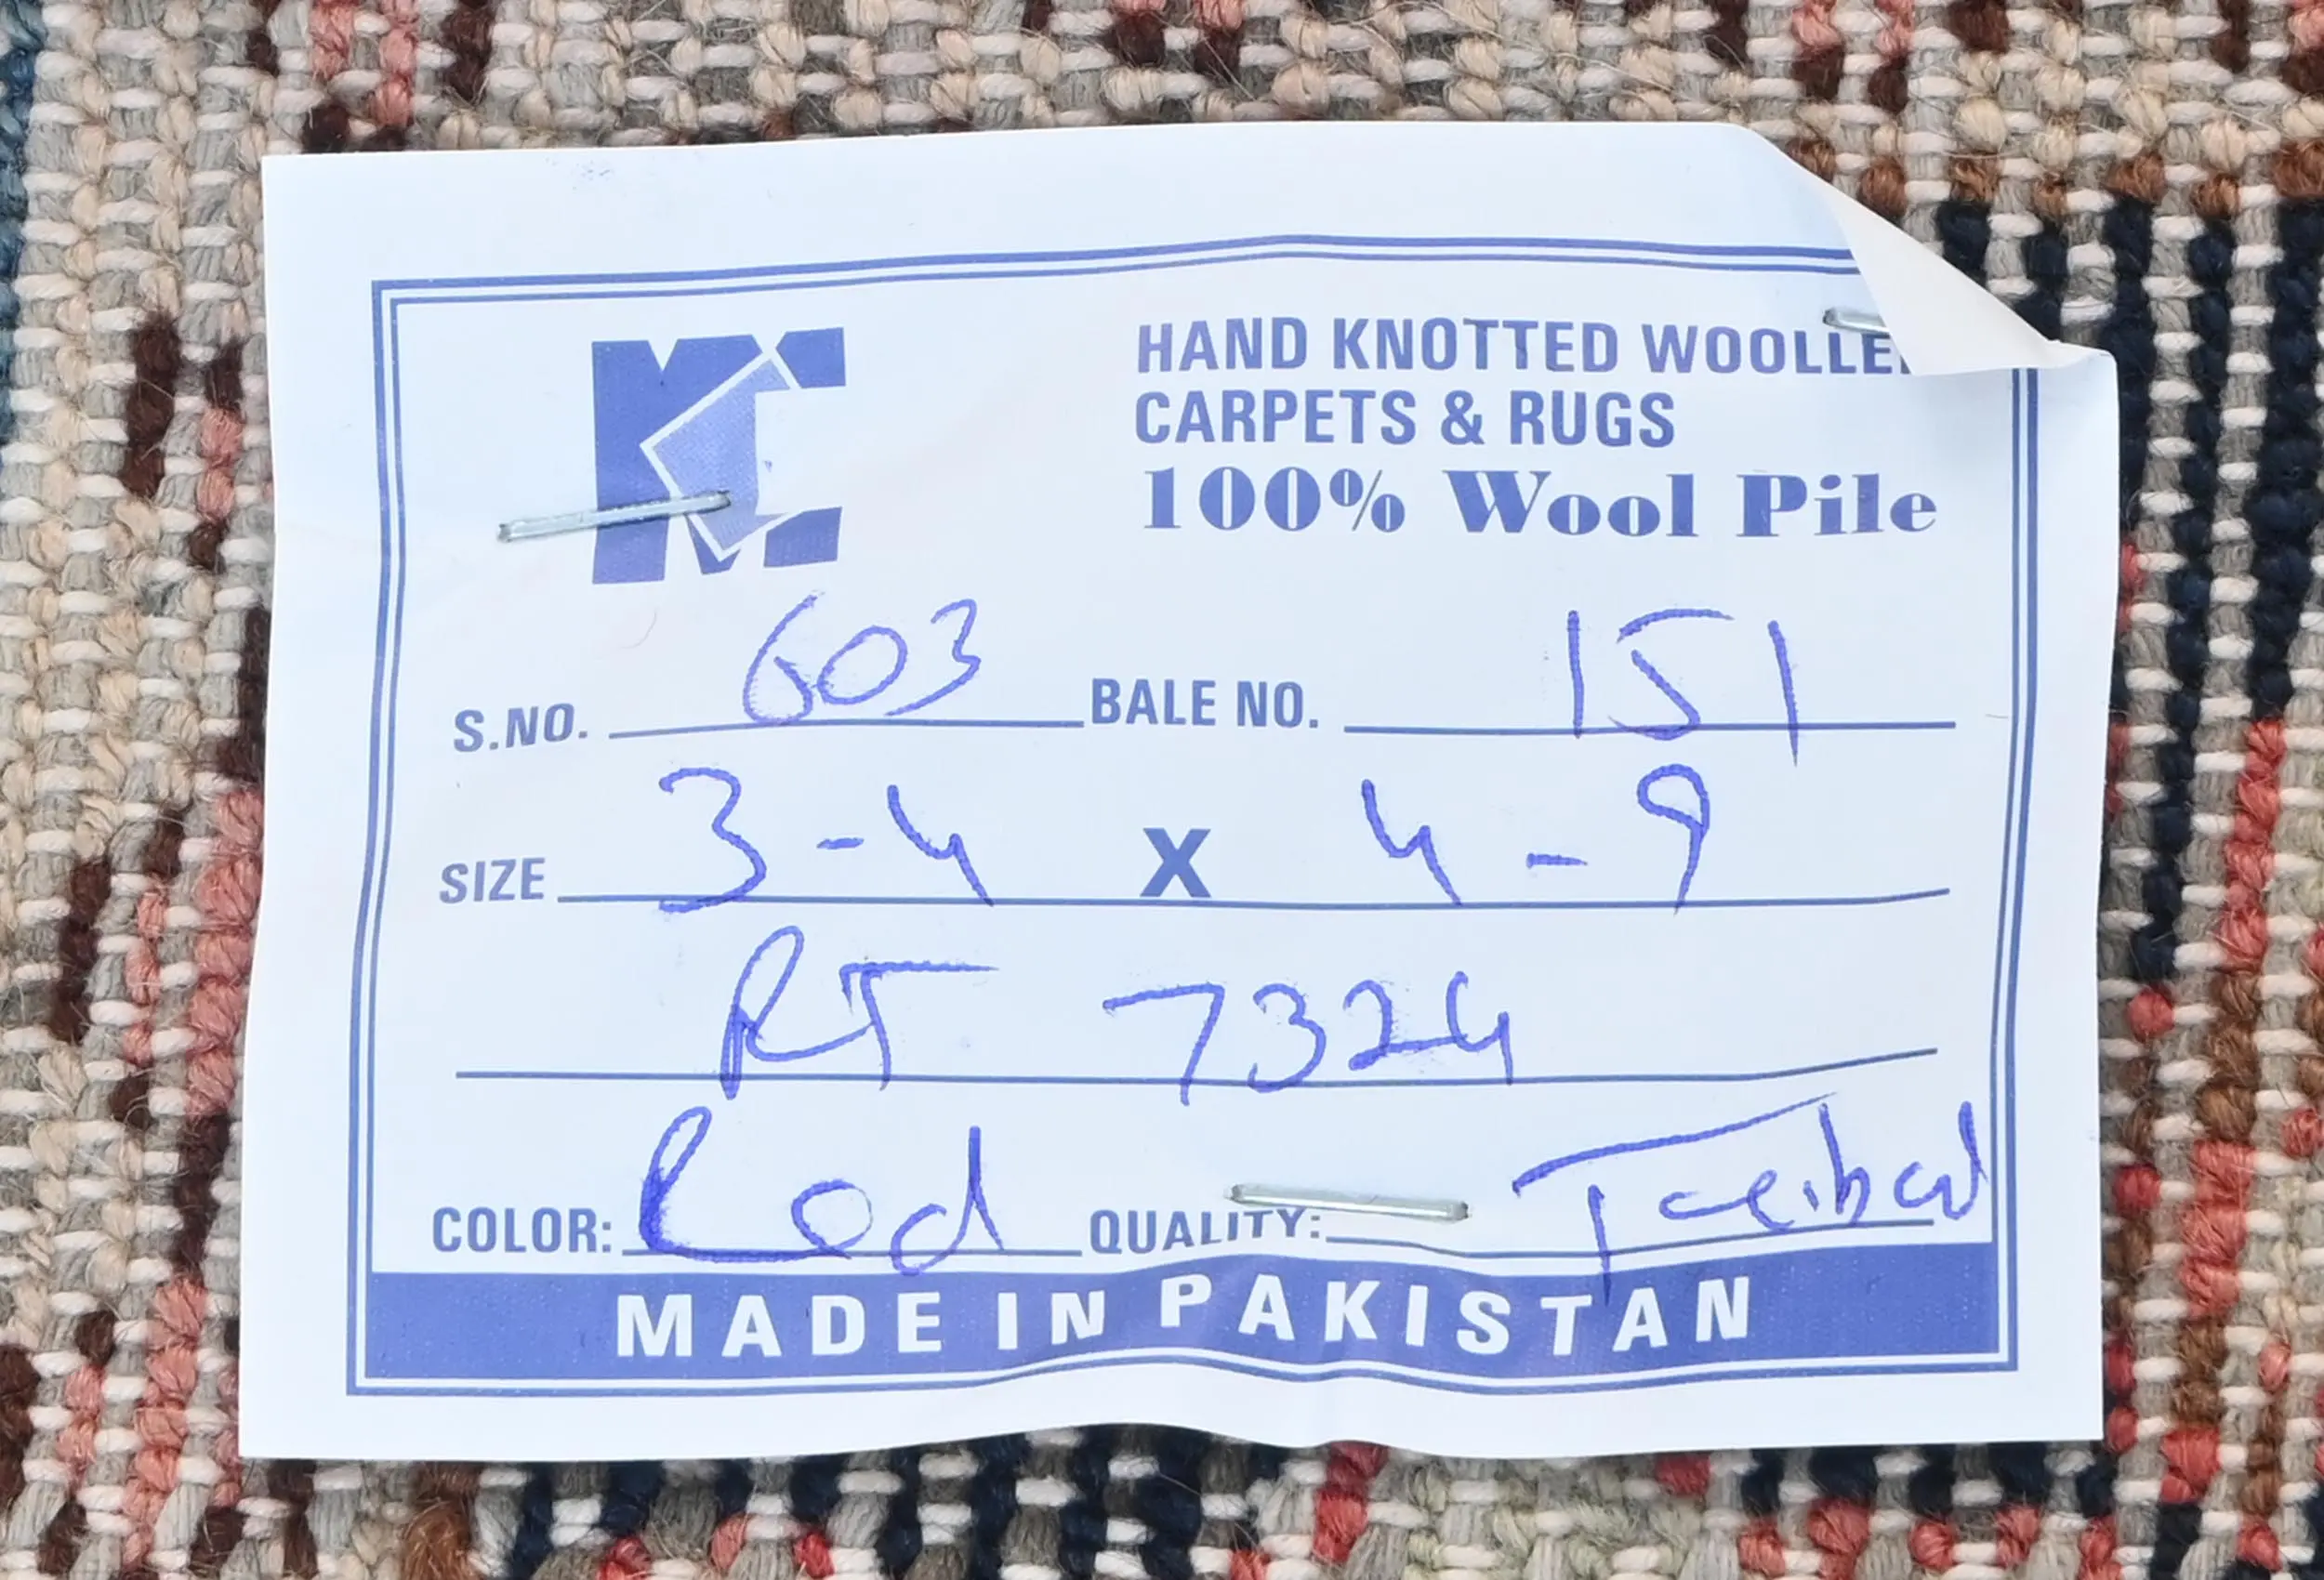 MC
HAND KNOTTED WOOLLE
CARPETS & RUGS
100% Wool Pile
S.NO. 603 BALE NO. 151
SIZE 3-4 X 4-9
RT 7324
COLOR: Red QUALITY:
MADE IN PAKISTAN